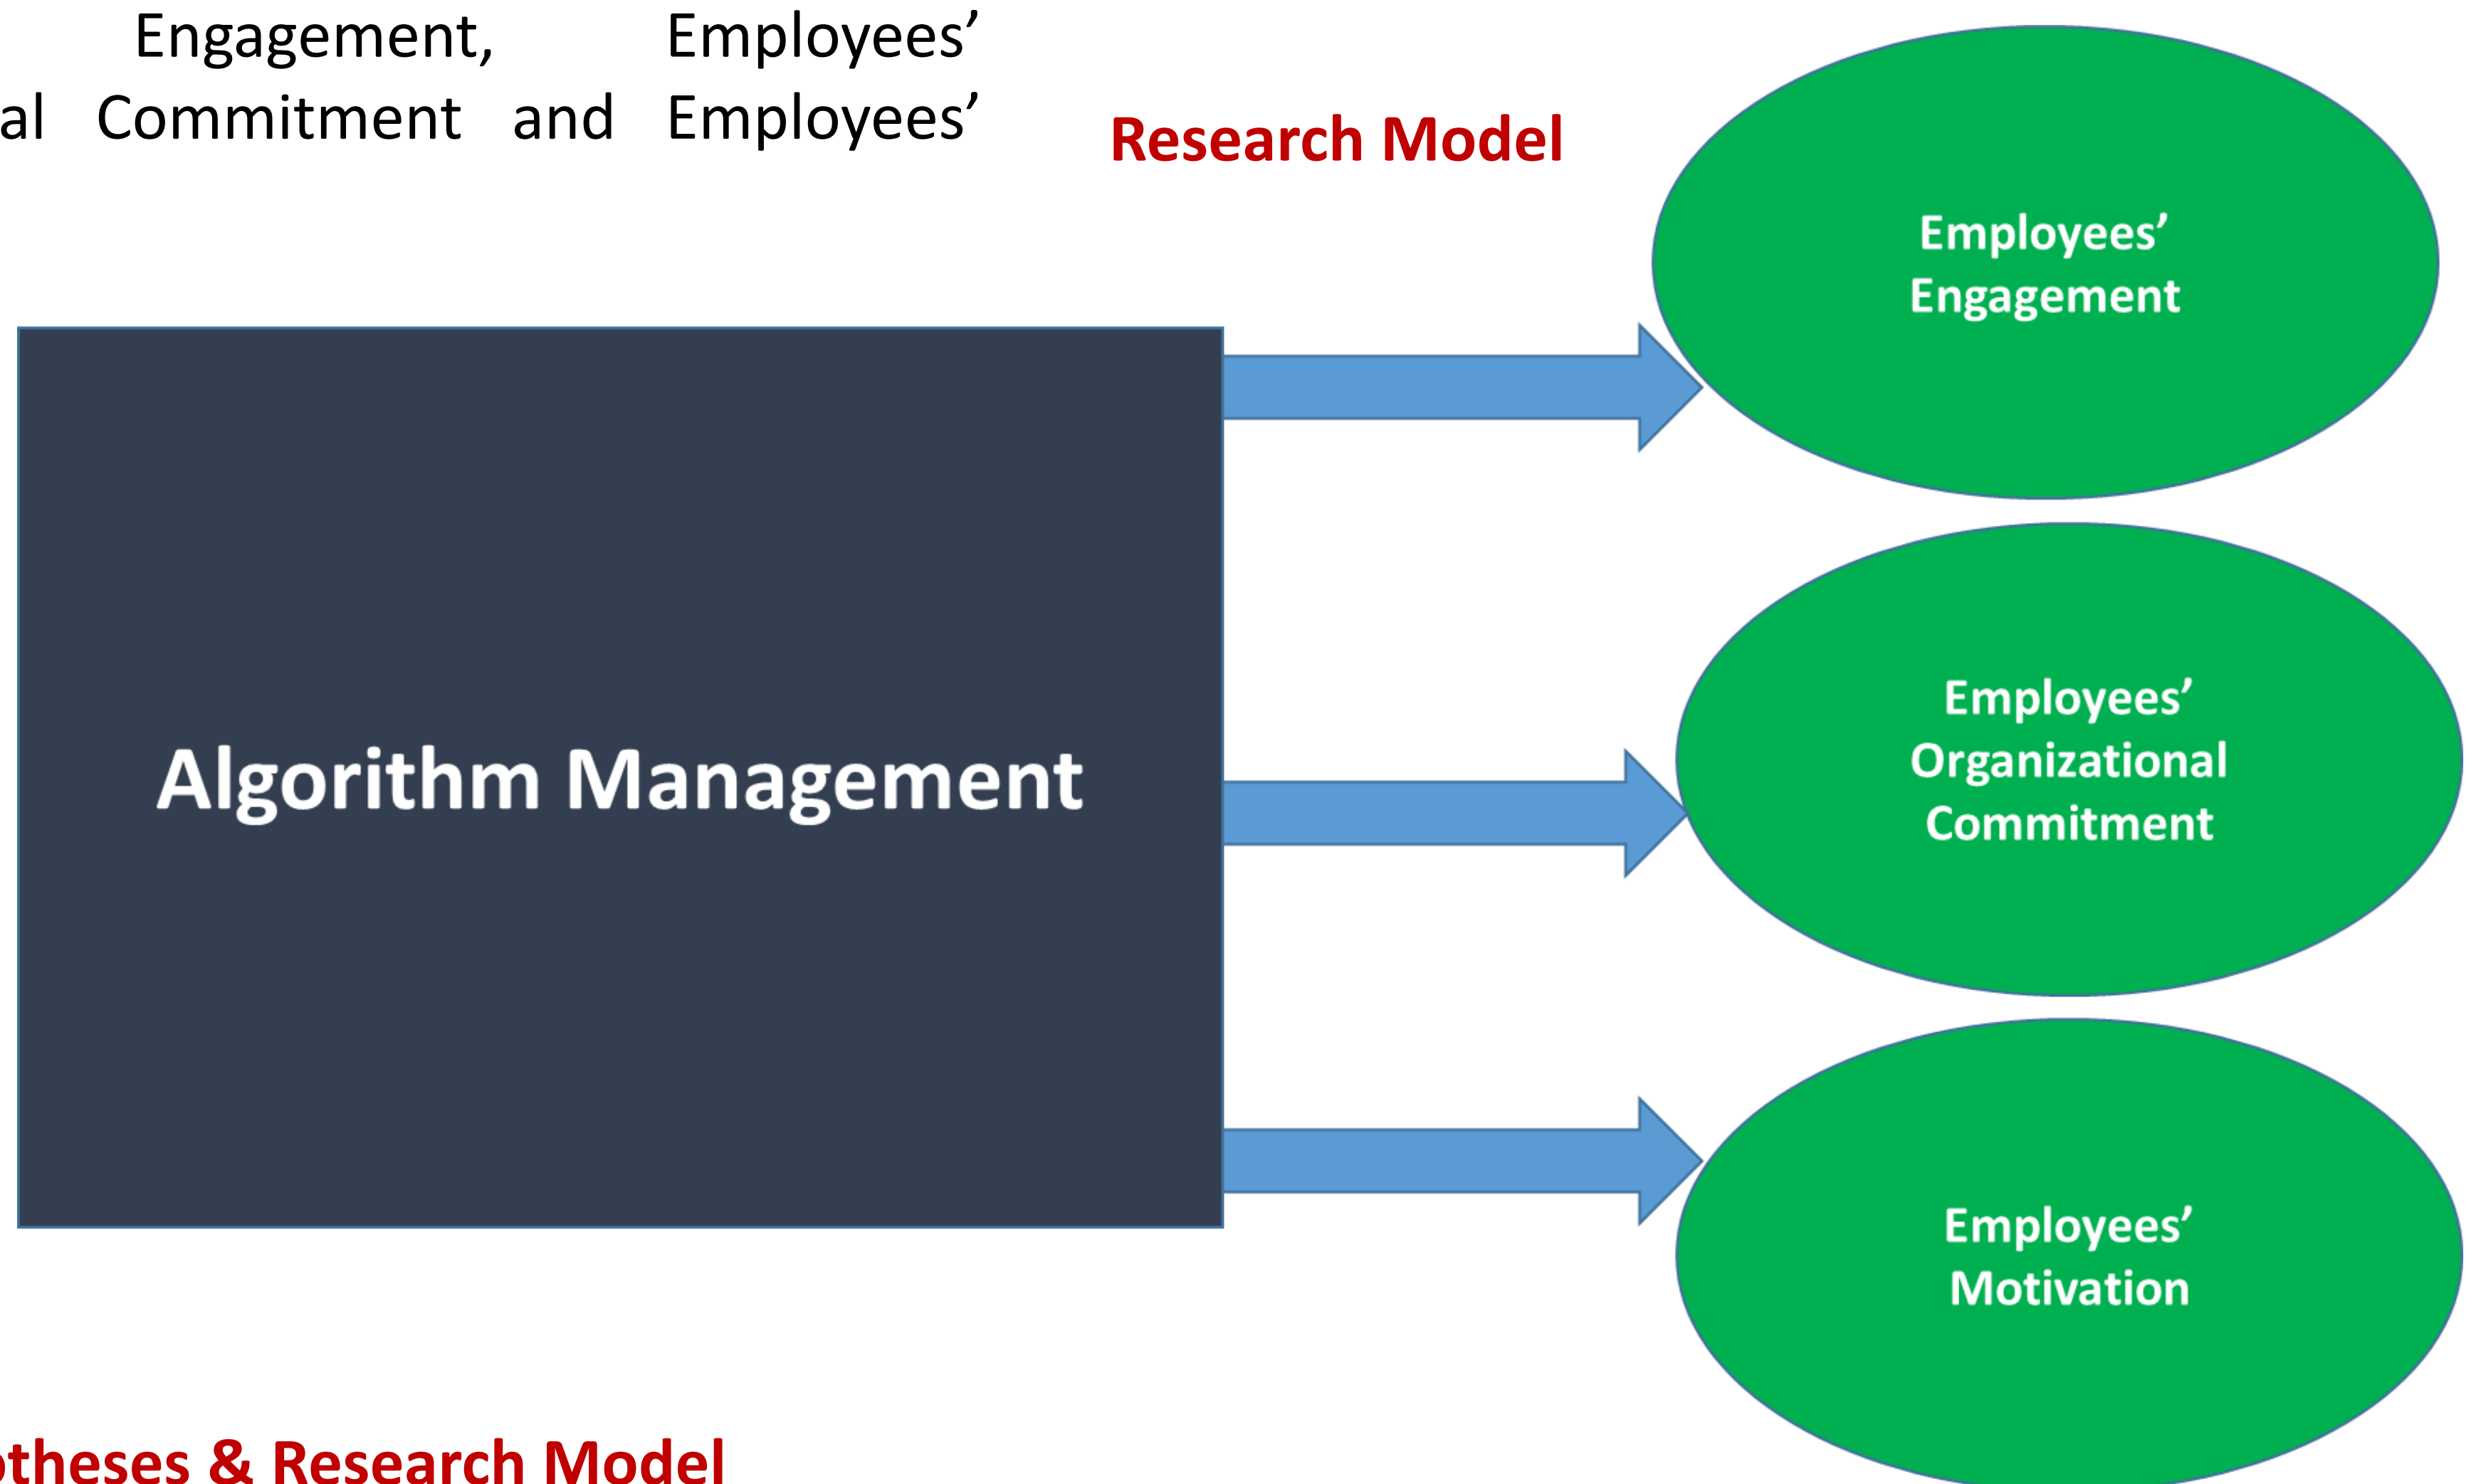 Engagement, Employees’
al Commitment and Employees’
Research Model
Employees’
Engagement
Algorithm Management
Employees’
Organizational
Commitment
Employees’
Motivation
theses & Research Model